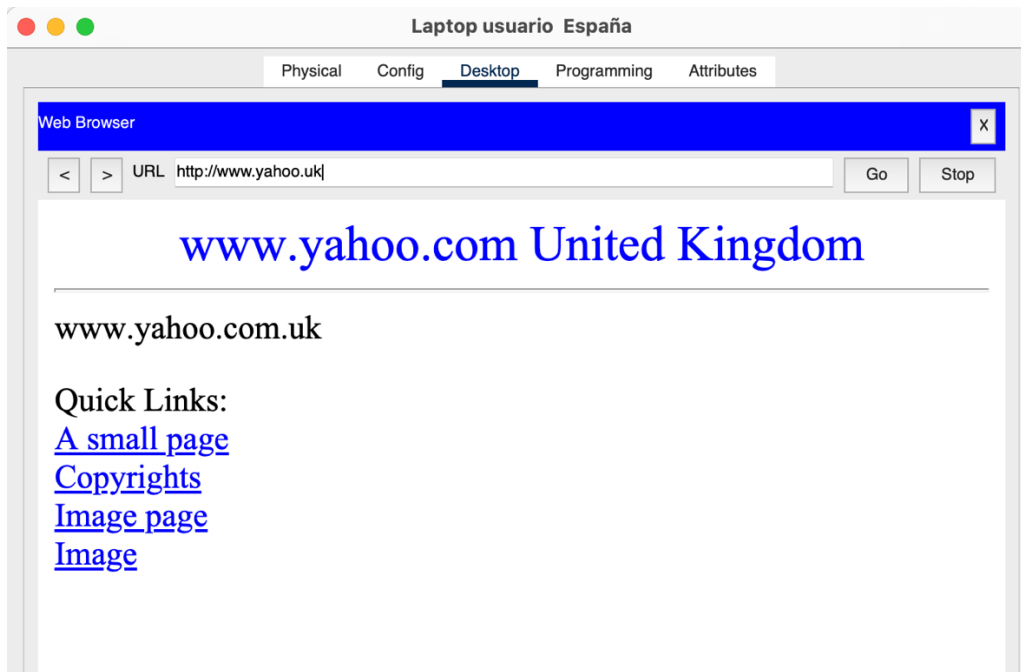 Laptop usuario España
Physical Config Desktop Programming Attributes
Web Browser X
< > URL http://www.yahoo.uk Go Stop
www.yahoo.com United Kingdom
www.yahoo.com.uk
Quick Links:
A small page
Copyrights
Image page
Image